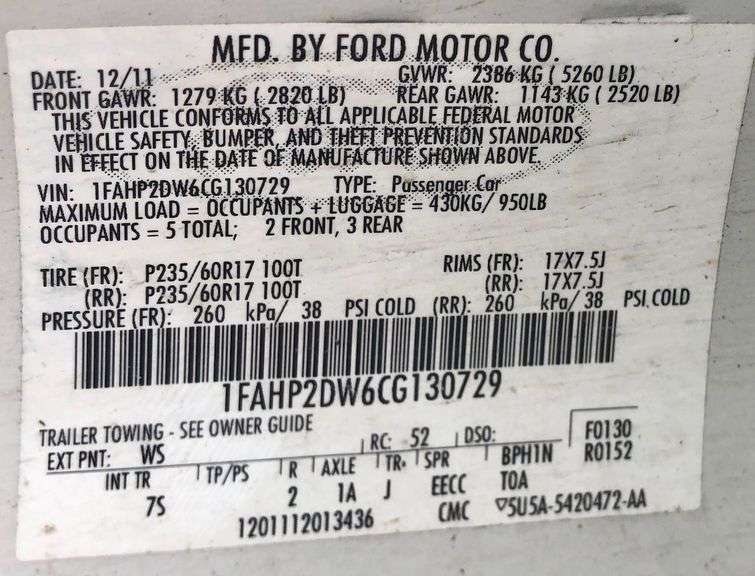 MFD. BY FORD MOTOR CO.
DATE: 12/11 GVWR: 2386 KG ( 5260 LB)
FRONT GAWR: 1279 KG ( 2820 LB) REAR GAWR: 1143 KG ( 2520 LB)
THIS VEHICLE CONFORMS TO ALL APPLICABLE FEDERAL MOTOR
VEHICLE SAFETY, BUMPER, AND THEFT PREVENTION STANDARDS
IN EFFECT ON THE DATE OF MANUFACTURE SHOWN ABOVE.
VIN: 1FAHP2DW6CG130729 TYPE: Passenger Car
MAXIMUM LOAD = OCCUPANTS + LUGGAGE = 430KG/ 950LB
OCCUPANTS = 5 TOTAL; 2 FRONT, 3 REAR
TIRE (FR): P235/60R17 100T RIMS (FR): 17X7.5J
(RR): P235/60R17 100T (RR): 17X7.5J
PRESSURE (FR): 260 kPa/ 38 PSI COLD (RR): 260 kPa/ 38 PSI COLD
1FAHP2DW6CG130729
TRAILER TOWING - SEE OWNER GUIDE
EXT PNT: WS RC: 52 DSO: F0130
R0152
INT TR TP/PS R AXLE TR SPR BPH1N
7S 2 1A J EECC TOA
1201112013436 CMC ▽5U5A-5420472-AA